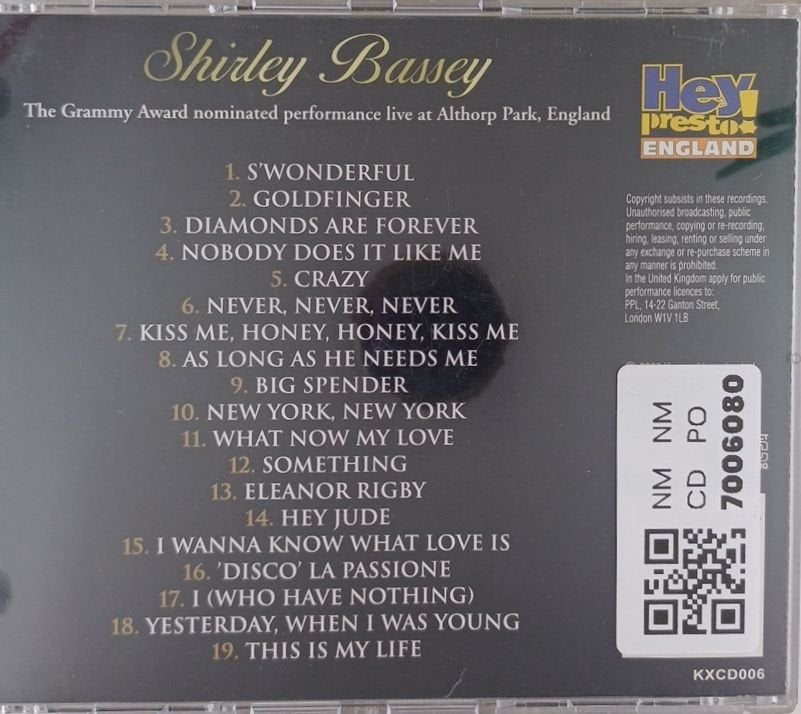 Shirley Bassey
The Grammy Award nominated performance live at Althorp Park, England
1. S'WONDERFUL
2. GOLDFINGER
3. DIAMONDS ARE FOREVER
4. NOBODY DOES IT LIKE ME
5. CRAZY
6. NEVER, NEVER, NEVER
7. KISS ME, HONEY, HONEY, KISS ME
8. AS LONG AS HE NEEDS ME
9. BIG SPENDER
10. NEW YORK, NEW YORK
11. WHAT NOW MY LOVE
12. SOMETHING
13. ELEANOR RIGBY
14. HEY JUDE
15. I WANNA KNOW WHAT LOVE IS
16. 'DISCO' LA PASSIONE
17. I (WHO HAVE NOTHING)
18. YESTERDAY, WHEN I WAS YOUNG
19. THIS IS MY LIFE
Hey
presto!
ENGLAND
Copyright subsists in these recordings.
Unauthorised broadcasting, public
performance, copying or re-recording,
hiring, leasing, renting or selling under
any exchange or re-purchase scheme in
any manner is prohibited.
In the United Kingdom apply for public
performance licences to:
PPL, 14-22 Ganton Street,
London W1V 1LB
NM NM
CD PO
7006080
KXCD006